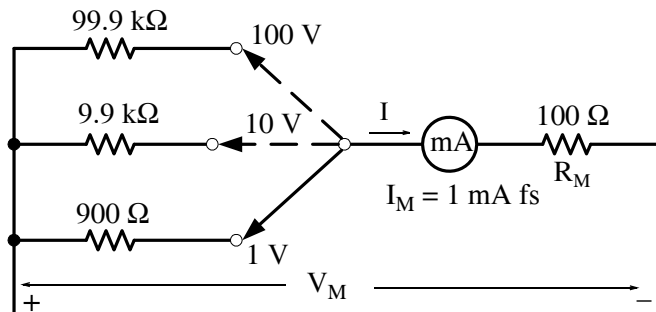 99.9 kΩ
100 V
9.9 kΩ
10 V
I
mA
100 Ω
R_M
I_M = 1 mA fs
900 Ω
1 V
+
V_M
−